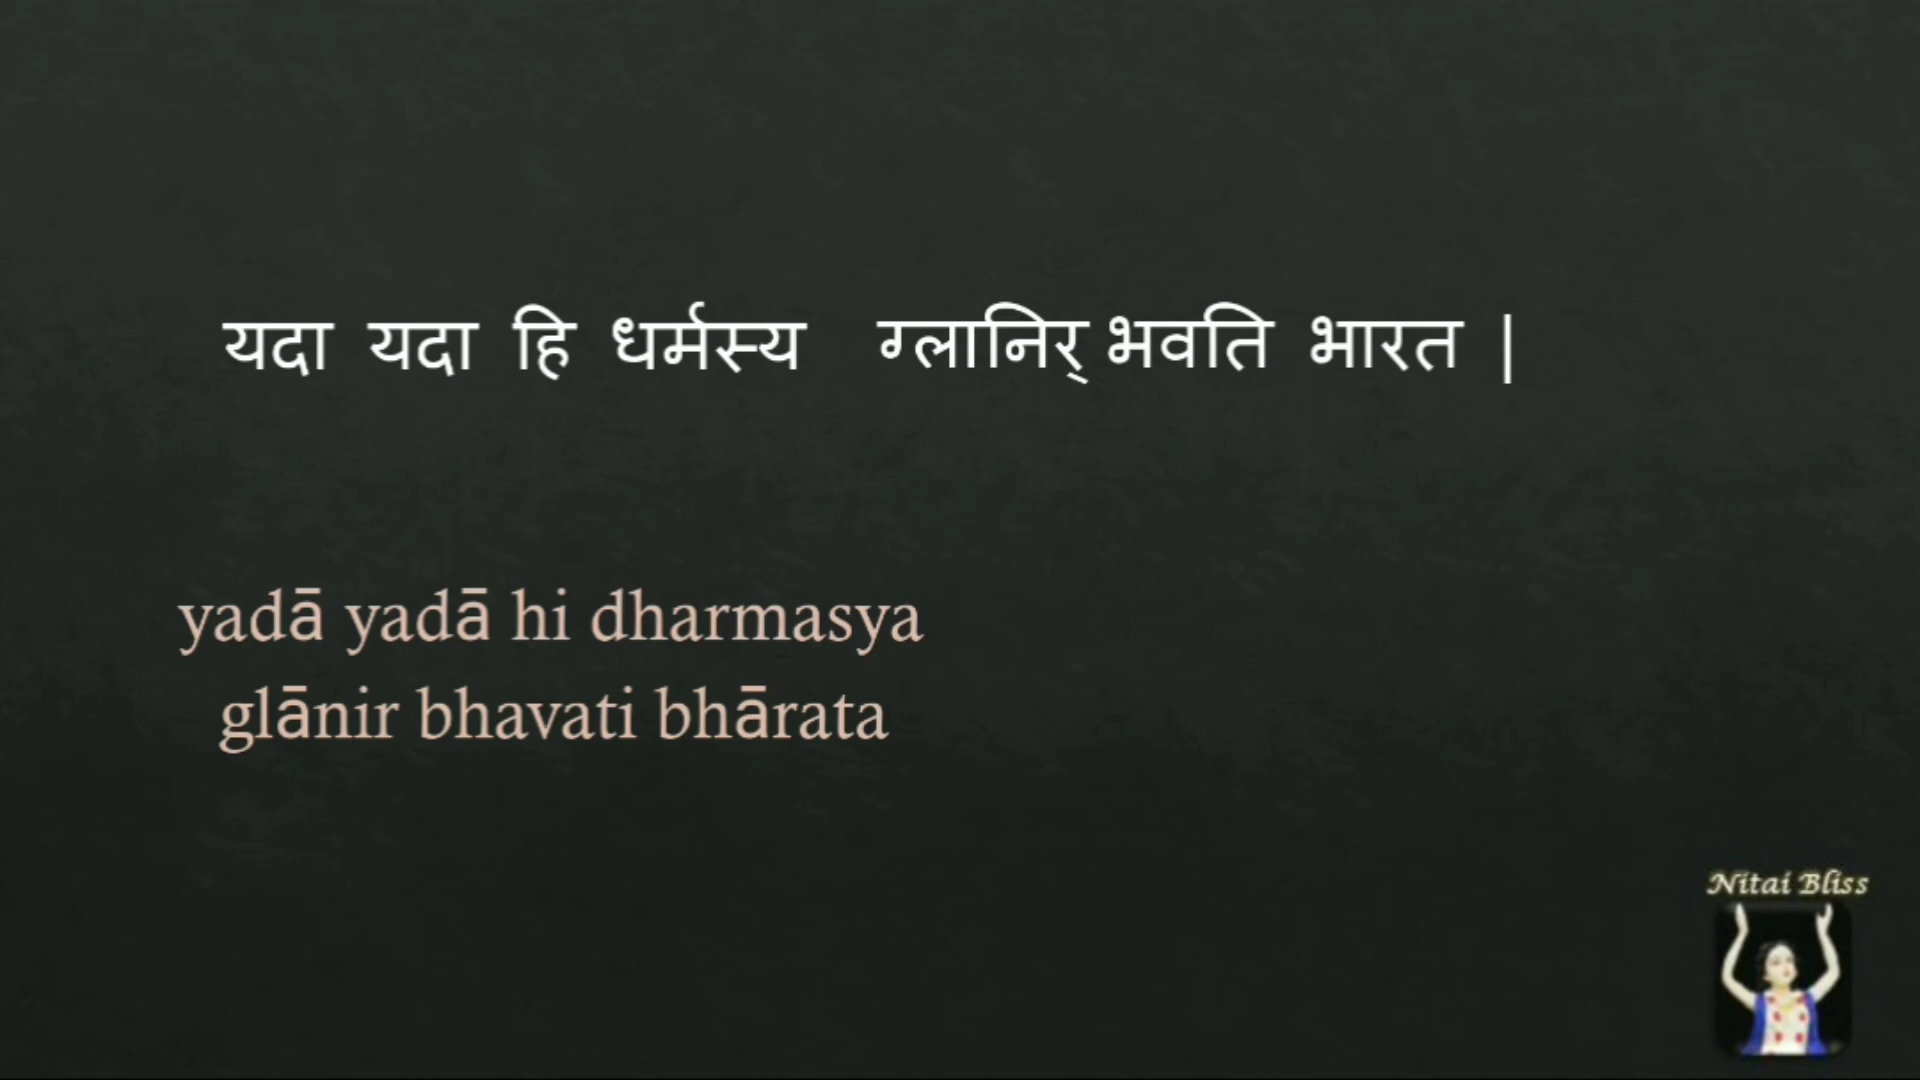 यदा यदा हि धर्मस्य ग्लानिर् भवति भारत |
yadā yadā hi dharmasya
glānir bhavati bhārata
Nitai Bliss